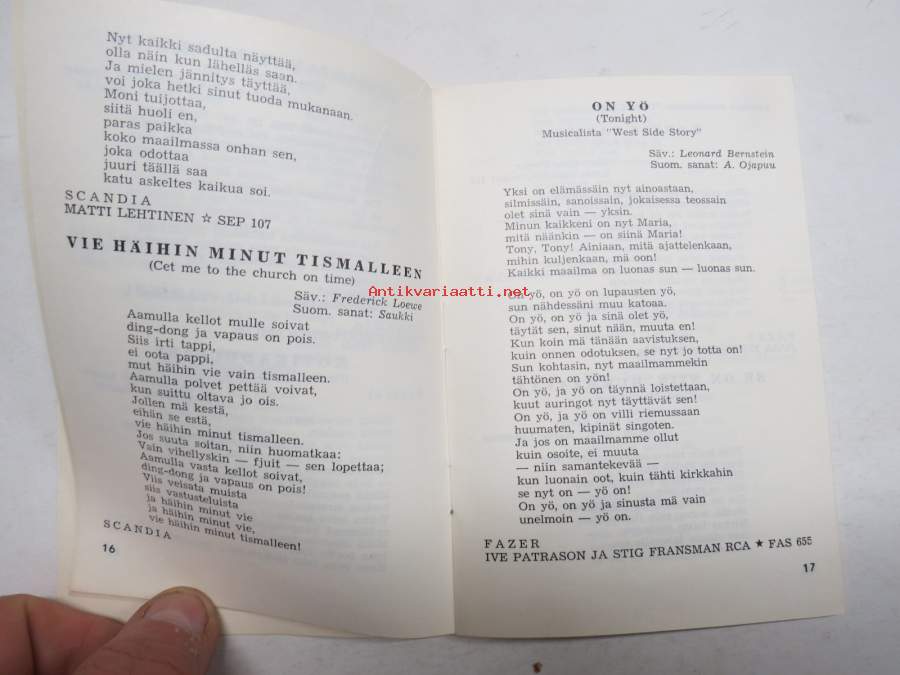 Nyt kaikki sadulta näyttää,
olla näin kun lähelläs saan.
Ja mielen jännitys täyttää,
voi joka hetki sinut tuoda mukanaan.
Moni tuijottaa,
siitä huoli en,
paras paikka
koko maailmassa onhan sen,
joka odottaa
juuri täällä saa
katu askeltes kaikua soi.
SCANDIA
MATTI LEHTINEN ☆ SEP 107
VIE HÄIHIN MINUT TISMALLEEN
(Cet me to the church on time)
Säv.: Frederick Loewe
Suom. sanat: Saukki
Aamulla kellot mulle soivat
ding-dong ja vapaus on pois.
Siis irti tappi,
ei oota pappi,
mut häihin vie vain tismalleen.
Aamulla polvet pettää voivat,
kun suittu oltava jo ois.
Jollen mä kestä,
eihän se estä,
vie häihin minut tismalleen.
Jos suuta soitan, niin huomatkaa:
Vain vihellyskin — fjuit — sen lopettaa;
Aamulla vasta kellot soivat,
ding-dong ja vapaus on pois!
Viis veisata muista
siis vastusteluista
ja häihin minut vie
ja häihin minut vie,
vie häihin minut tismalleen!
SCANDIA
16
ON YÖ
(Tonight)
Musicalista "West Side Story"
Säv.: Leonard Bernstein
Suom. sanat: A. Ojapuu
Yksi on elämässäin nyt ainoastaan,
silmissäin, sanoissain, jokaisessa teossain
olet sinä vain — yksin.
Minun kaikkeni on nyt Maria,
mitä näänkin — on siinä Maria!
Tony, Tony! Ainiaan, mitä ajattelenkaan,
mihin kuljenkaan, mä oon!
Kaikki maailma on luonas sun — luonas sun.
Antikvariaatti.net
On yö, on yö on lupausten yö,
sun nähdessäni muu katoaa.
On yö, on yö ja sinä olet yö,
täytät sen, sinut nään, muuta en!
Kun koin mä tänään aavistuksen,
kuin onnen odotuksen, se nyt jo totta on!
Sun kohtasin, nyt maailmammekin
tähtönen on yön!
On yö, ja yö on täynnä loistettaan,
kuut auringot nyt täyttävät sen!
On yö, ja yö on villi riemussaan
huumaten, kipinät singoten.
Ja jos on maailmamme ollut
kuin osoite, ei muuta
— niin samantekevää —
kun luonain oot, kuin tähti kirkkahin
se nyt on — yö on!
On yö, on yö ja sinusta mä vain
unelmoin — yö on.
FAZER
IVE PATRASON JA STIG FRANSMAN RCA ★ FAS 655
17